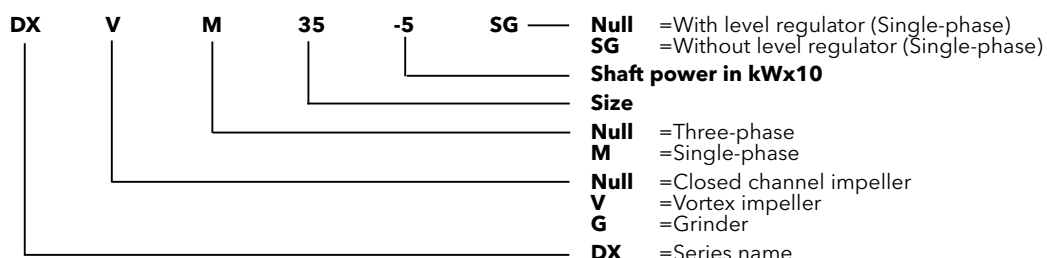 DX V M 35 -5 SG Null =With level regulator (Single-phase)
SG =Without level regulator (Single-phase)
Shaft power in kWx10
Size
Null =Three-phase
M =Single-phase
Null =Closed channel impeller
V =Vortex impeller
G =Grinder
DX =Series name